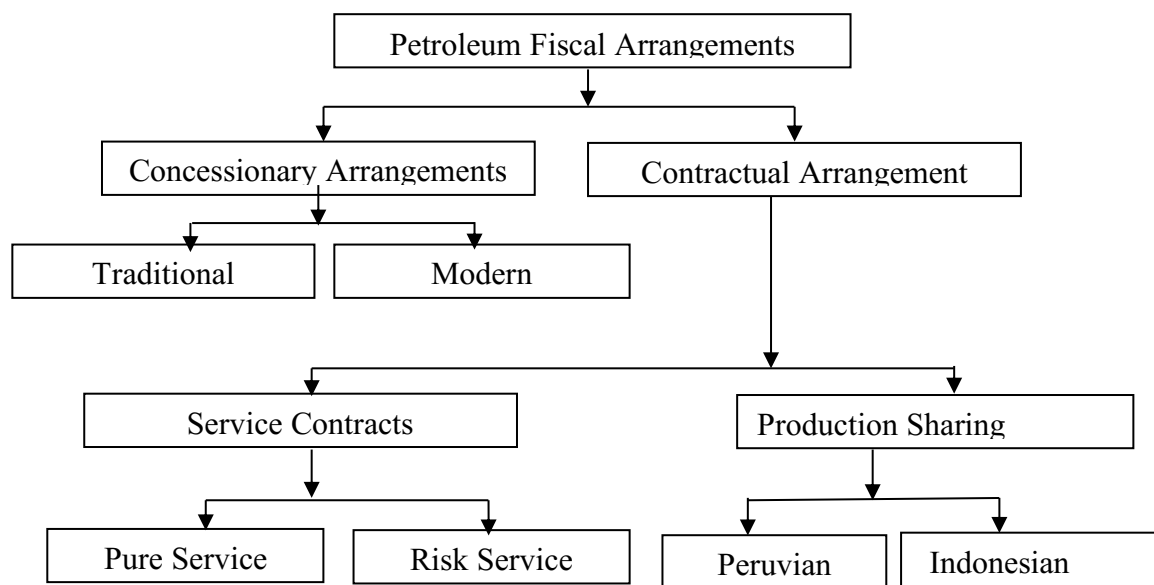 Petroleum Fiscal Arrangements
Concessionary Arrangements
Contractual Arrangement
Traditional
Modern
Service Contracts
Production Sharing
Pure Service
Risk Service
Peruvian
Indonesian